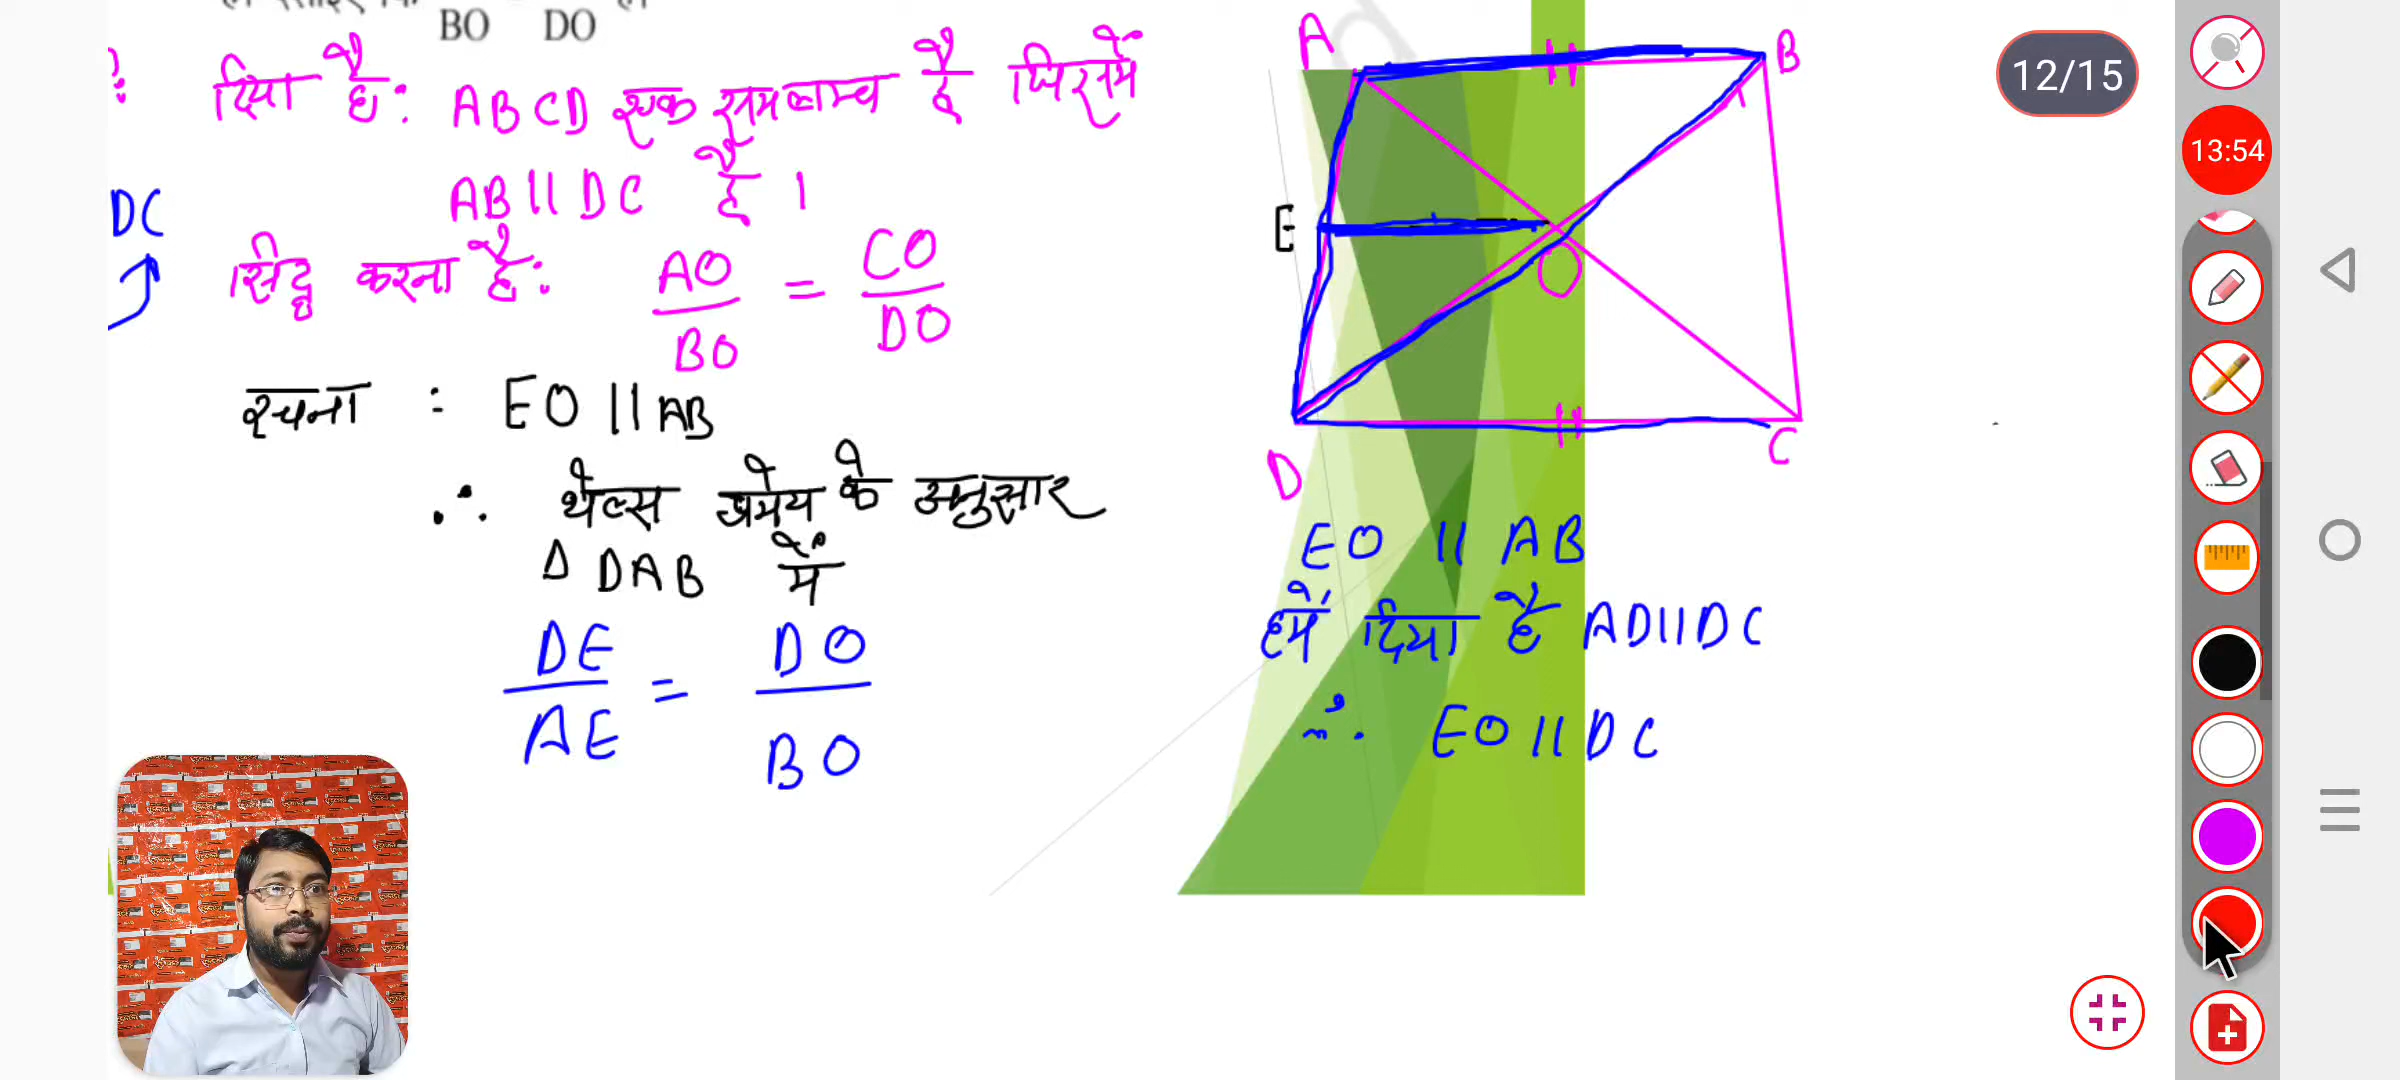 BO DO
दिया है: ABCD एक समलम्ब है जिसमें
AB||DC है ।
DC
सिद्ध करना है: AO/BO = CO/DO
रचना : EO||AB
∴ थेल्स प्रमेय के अनुसार
Δ DAB में
DE/AE = DO/BO
A
B
E
O
D
C
EO || AB
हमें दिया है AD||DC
∴ EO||DC
12/15
13:54